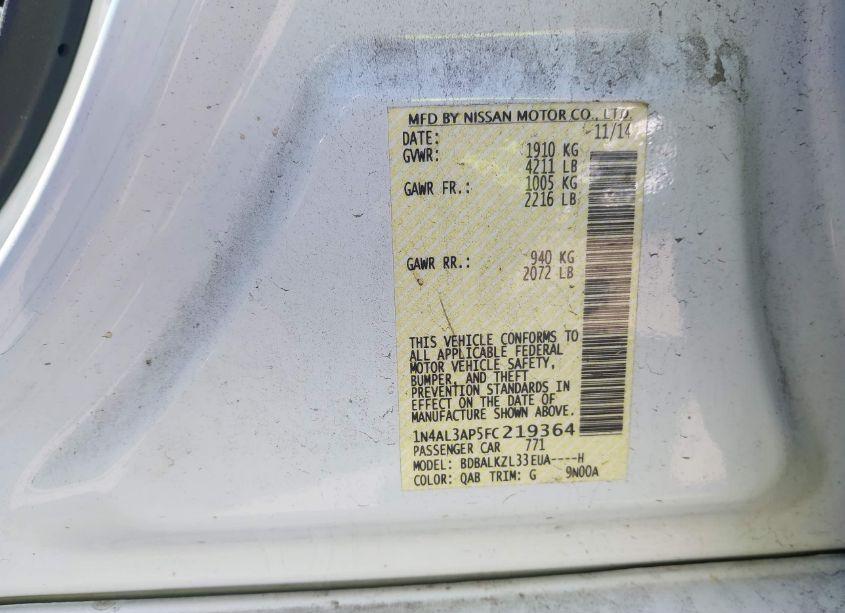 MFD BY NISSAN MOTOR CO., LTD.
DATE: 11/14
GVWR: 1910 KG
4211 LB
GAWR FR.: 1005 KG
2216 LB
GAWR RR.: 940 KG
2072 LB
THIS VEHICLE CONFORMS TO
ALL APPLICABLE FEDERAL
MOTOR VEHICLE SAFETY,
BUMPER, AND THEFT
PREVENTION STANDARDS IN
EFFECT ON THE DATE OF
MANUFACTURE SHOWN ABOVE.
1N4AL3AP5FC219364
PASSENGER CAR 771
MODEL: BDBALKZL33EUA----H
COLOR: QAB TRIM: G 9N00A